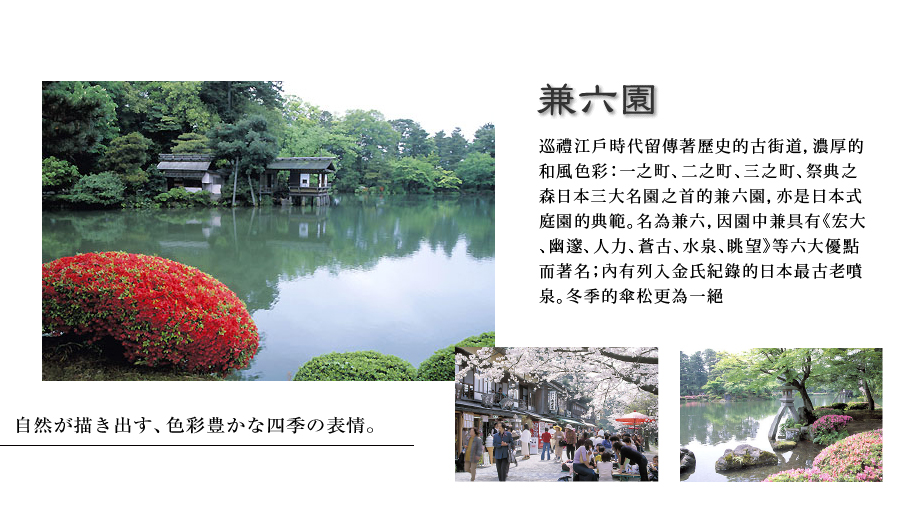 兼六園
巡禮江戶時代留傳著歷史的古街道，濃厚的
和風色彩：一之町、二之町、三之町、祭典之
森日本三大名園之首的兼六園，亦是日本式
庭園的典範。名為兼六，因園中兼具有《宏大
、幽邃、人力、蒼古、水泉、眺望》等六大優點
而著名；內有列入金氏紀錄的日本最古老噴
泉。冬季的傘松更為一絕
自然が描き出す、色彩豊かな四季の表情。